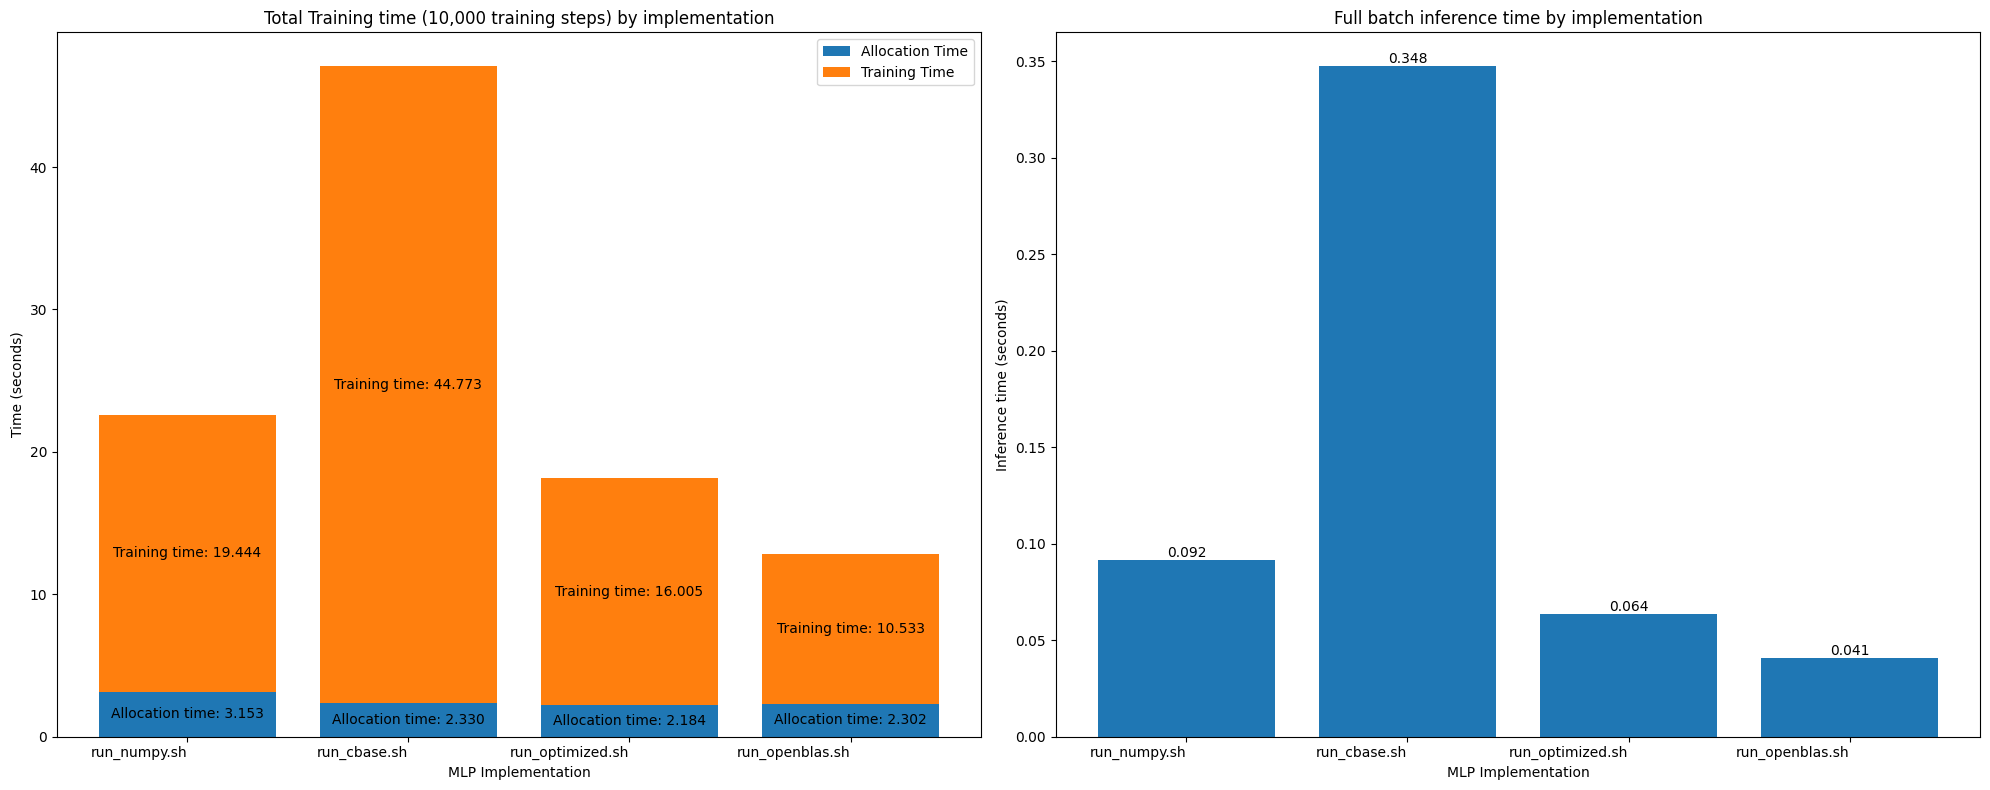 Total Training time (10,000 training steps) by implementation
Allocation Time
Training Time
Time (seconds)
40
30
20
10
0
Training time: 19.444
Allocation time: 3.153
Training time: 44.773
Allocation time: 2.330
Training time: 16.005
Allocation time: 2.184
Training time: 10.533
Allocation time: 2.302
run_numpy.sh
run_cbase.sh
run_optimized.sh
run_openblas.sh
MLP Implementation
Full batch inference time by implementation
Inference time (seconds)
0.35
0.30
0.25
0.20
0.15
0.10
0.05
0.00
0.092
0.348
0.064
0.041
run_numpy.sh
run_cbase.sh
run_optimized.sh
run_openblas.sh
MLP Implementation